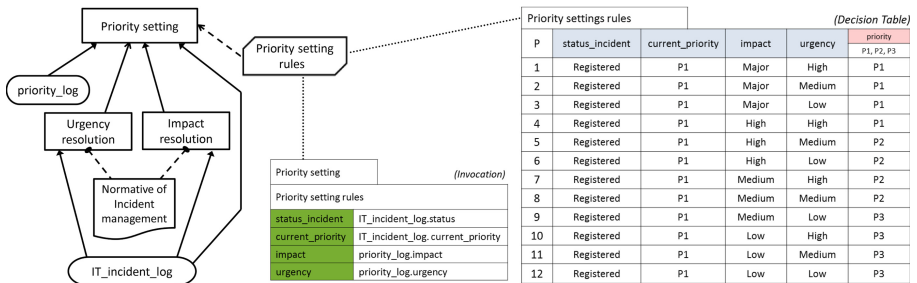 Priority setting
Priority setting
rules
priority_log
Urgency
resolution
Impact
resolution
Normative of
Incident
management
IT_incident_log
Priority setting (Invocation)
Priority setting rules
status_incident IT_incident_log.status
current_priority IT_incident_log. current_priority
impact priority_log.impact
urgency priority_log.urgency
Priority settings rules (Decision Table)
P status_incident current_priority impact urgency priority
P1, P2, P3
1 Registered P1 Major High P1
2 Registered P1 Major Medium P1
3 Registered P1 Major Low P1
4 Registered P1 High High P1
5 Registered P1 High Medium P2
6 Registered P1 High Low P2
7 Registered P1 Medium High P2
8 Registered P1 Medium Medium P2
9 Registered P1 Medium Low P3
10 Registered P1 Low High P3
11 Registered P1 Low Medium P3
12 Registered P1 Low Low P3